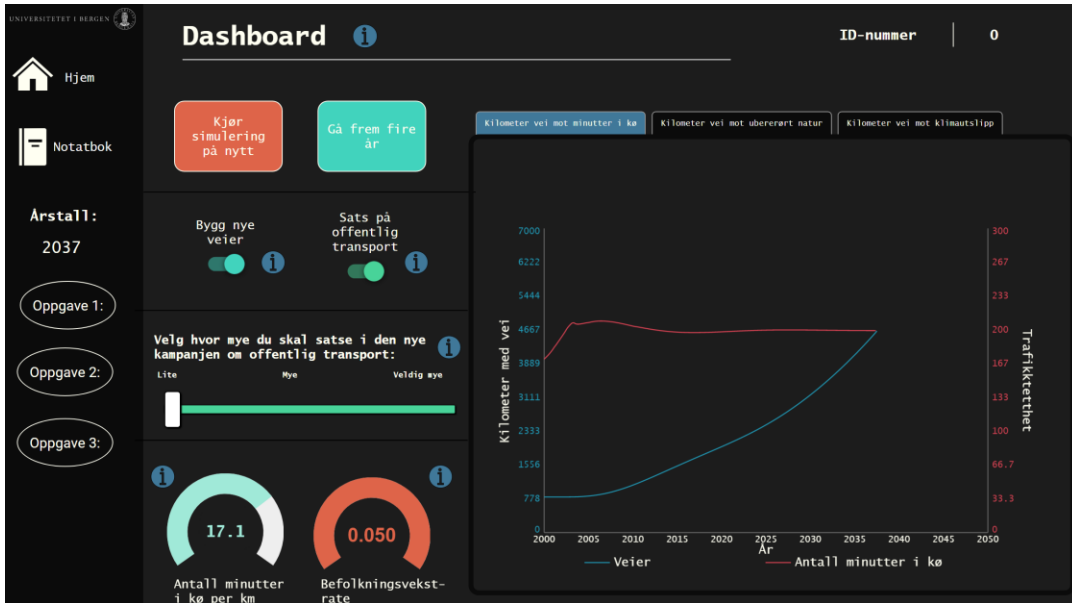 UNIVERSITETET I BERGEN
Dashboard
ID-nummer
0
Hjem
Notatbok
Årstall:
2037
Oppgave 1:
Oppgave 2:
Oppgave 3:
Kjør
simulering
på nytt
Gå frem fire
år
Bygg nye
veier
Sats på
offentlig
transport
Velg hvor mye du skal satse i den nye
kampanjen om offentlig transport:
Lite
Mye
Veldig mye
17.1
Antall minutter
i kø per km
0.050
Befolkningsvekst-
rate
Kilometer vei mot minutter i kø
Kilometer vei mot uberørt natur
Kilometer vei mot klimautslipp
Kilometer med vei
7000
6222
5444
4667
3889
3111
2333
1556
778
0
300
267
233
200
167
133
100
66.7
33.3
0
Trafikktetthet
2000 2005 2010 2015 2020 2025 2030 2035 2040 2045 2050
År
Veier
Antall minutter i kø